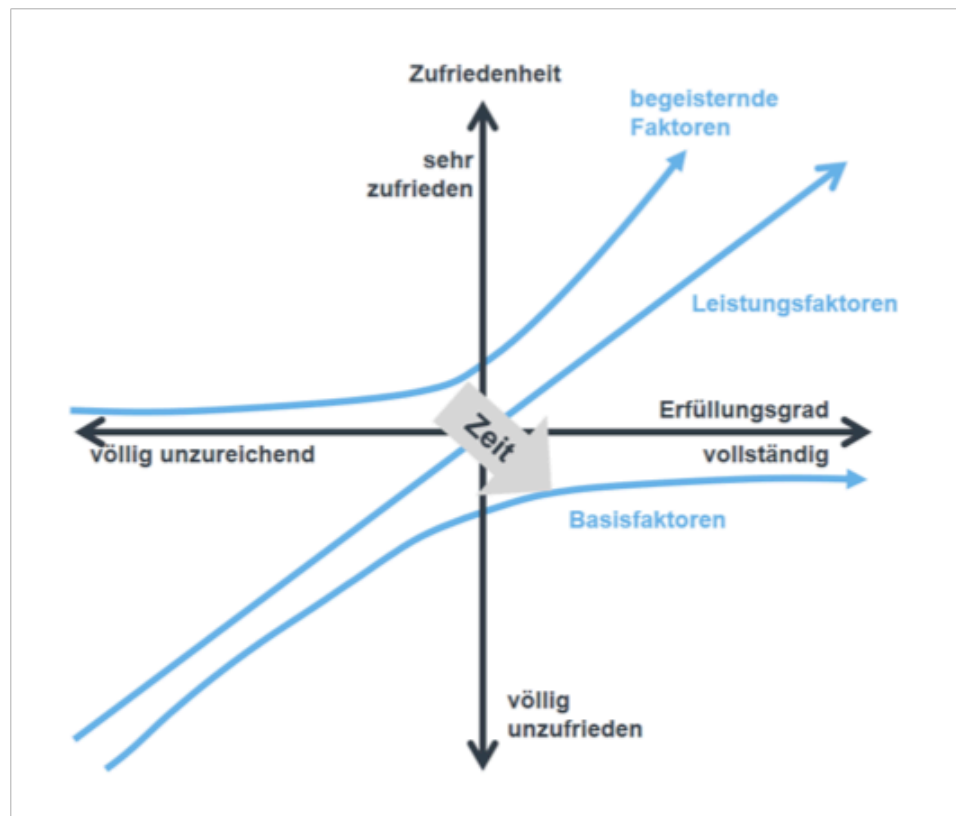 Zufriedenheit
begeisternde
Faktoren
sehr
zufrieden
Leistungsfaktoren
Erfüllungsgrad
Zeit
völlig unzureichend
vollständig
Basisfaktoren
völlig
unzufrieden